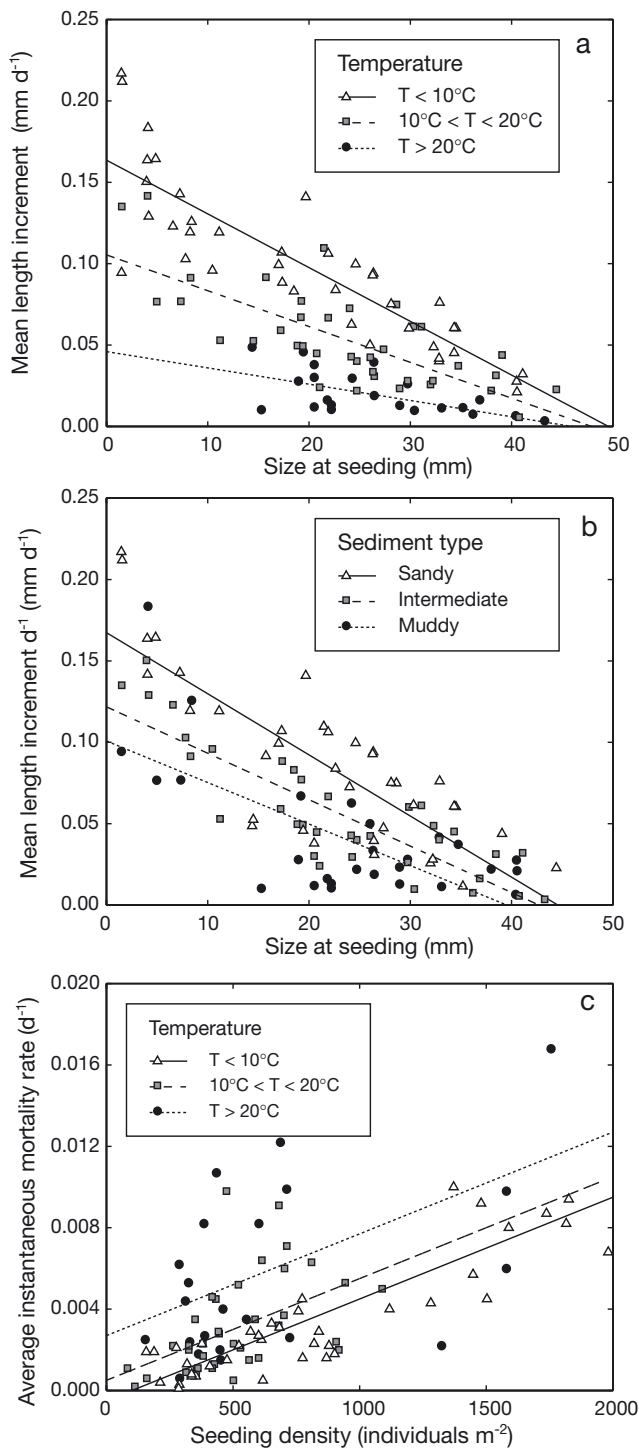 a
Temperature
T < 10°C
10°C < T < 20°C
T > 20°C
Mean length increment (mm d-1)
0.25
0.20
0.15
0.10
0.05
0.00
0 10 20 30 40 50
Size at seeding (mm)
b
Sediment type
Sandy
Intermediate
Muddy
Mean length increment d-1 (mm d-1)
0.25
0.20
0.15
0.10
0.05
0.00
0 10 20 30 40 50
Size at seeding (mm)
c
Temperature
T < 10°C
10°C < T < 20°C
T > 20°C
Average instantaneous mortality rate (d-1)
0.020
0.016
0.012
0.008
0.004
0.000
0 500 1000 1500 2000
Seeding density (individuals m-2)